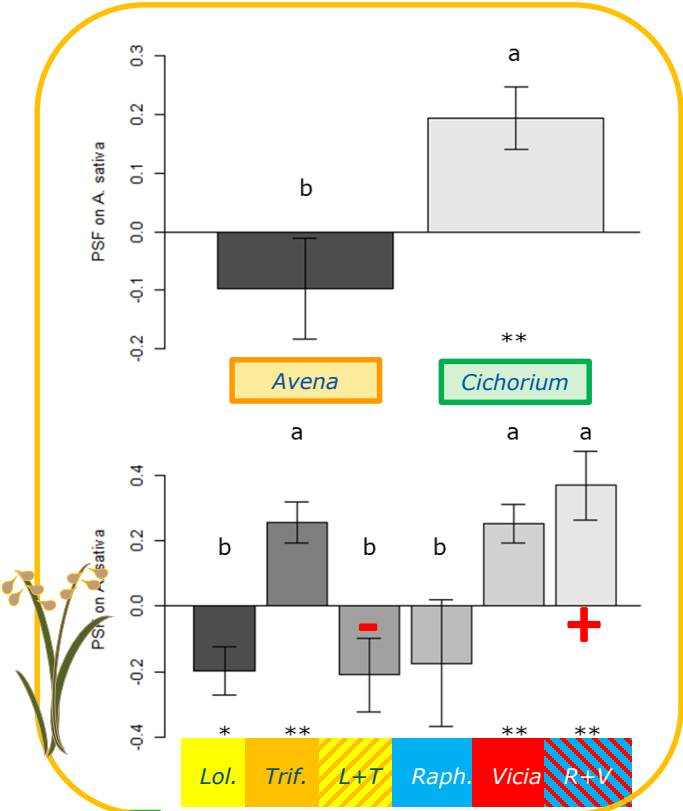 a
0.3
0.2
0.1
0.0
-0.1
-0.2
PSF on A. sativa
b
**
Avena
Cichorium
a
a
a
0.4
0.2
0.0
-0.2
-0.4
PSF on A. sativa
b
b
b
-
+
*
**
**
**
Lol.
Trif.
L+T
Raph.
Vicia
R+V